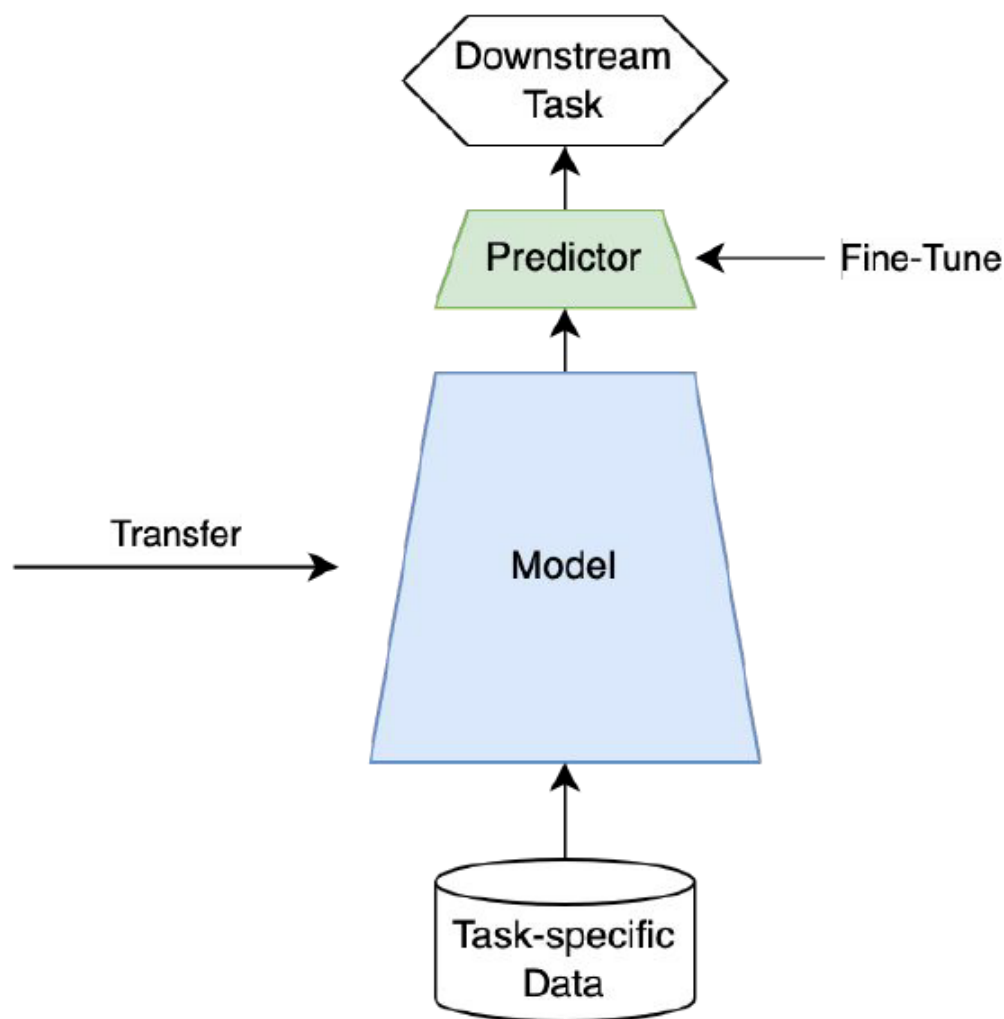 Downstream
Task
Predictor
Fine-Tune
Transfer
Model
Task-specific
Data